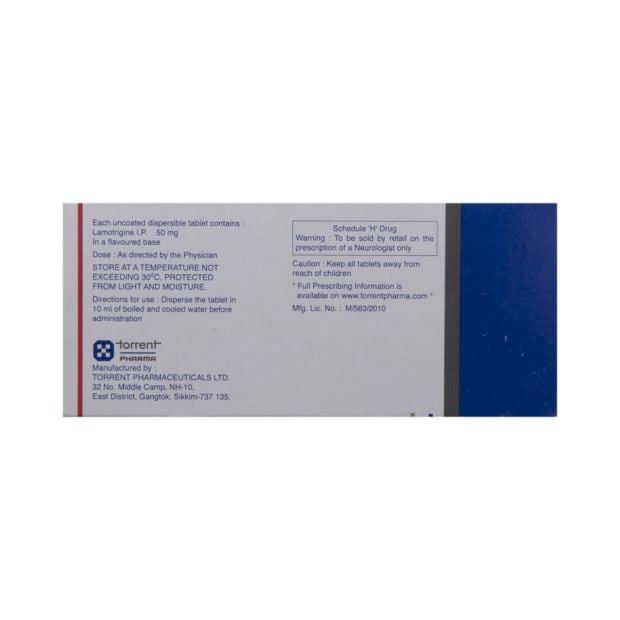 Each uncoated dispersible tablet contains :
Lamotrigine I.P. 50 mg
In a flavoured base
Dose : As directed by the Physician
STORE AT A TEMPERATURE NOT
EXCEEDING 30ºC, PROTECTED
FROM LIGHT AND MOISTURE.
Directions for use : Disperse the tablet in
10 ml of boiled and cooled water before
administration
torrent
PHARMA
Manufactured by :
TORRENT PHARMACEUTICALS LTD.
32 No. Middle Camp, NH-10,
East District, Gangtok, Sikkim-737 135.
Schedule 'H' Drug
Warning : To be sold by retail on the
prescription of a Neurologist only
Caution : Keep all tablets away from
reach of children
" Full Prescribing Information is
available on www.torrentpharma.com "
Mfg. Lic. No. : M/563/2010